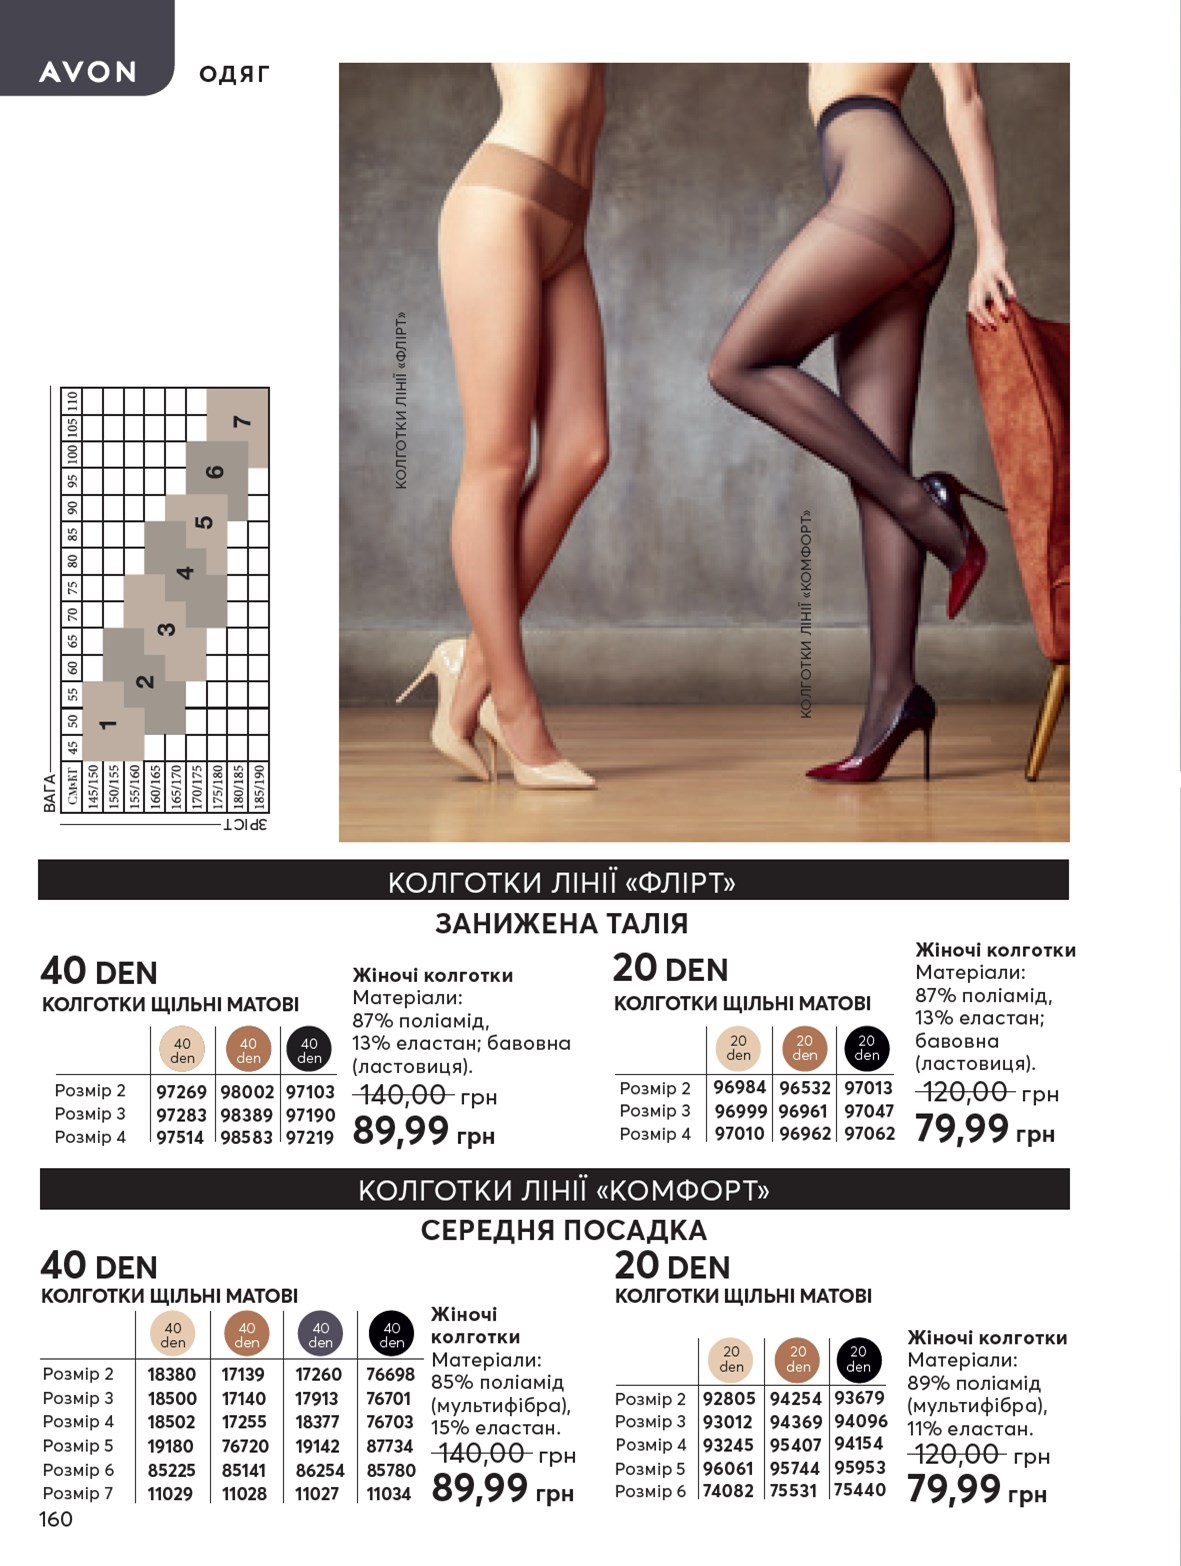 AVON
ОДЯГ
КОЛГОТКИ ЛІНІЇ «ФЛІРТ»
КОЛГОТКИ ЛІНІЇ «КОМФОРТ»
ВАГА
СМ×КГ 45 50 55 60 65 70 75 80 85 90 95 100 105 110
145/150
150/155
155/160
160/165
165/170
170/175
175/180
180/185
185/190
ЗРІСТ
1
2
3
4
5
6
7
КОЛГОТКИ ЛІНІЇ «ФЛІРТ»
ЗАНИЖЕНА ТАЛІЯ
40 DEN
КОЛГОТКИ ЩІЛЬНІ МАТОВІ
40 40 40
den den den
Розмір 2 97269 98002 97103
Розмір 3 97283 98389 97190
Розмір 4 97514 98583 97219
Жіночі колготки
Матеріали:
87% поліамід,
13% еластан; бавовна
(ластовиця).
140,00 грн
89,99 грн
20 DEN
КОЛГОТКИ ЩІЛЬНІ МАТОВІ
20 20 20
den den den
Розмір 2 96984 96532 97013
Розмір 3 96999 96961 97047
Розмір 4 97010 96962 97062
Жіночі колготки
Матеріали:
87% поліамід,
13% еластан;
бавовна
(ластовиця).
120,00 грн
79,99 грн
КОЛГОТКИ ЛІНІЇ «КОМФОРТ»
СЕРЕДНЯ ПОСАДКА
40 DEN
КОЛГОТКИ ЩІЛЬНІ МАТОВІ
40 40 40 40
den den den den
Розмір 2 18380 17139 17260 76698
Розмір 3 18500 17140 17913 76701
Розмір 4 18502 17255 18377 76703
Розмір 5 19180 76720 19142 87734
Розмір 6 85225 85141 86254 85780
Розмір 7 11029 11028 11027 11034
Жіночі
колготки
Матеріали:
85% поліамід
(мультифібра),
15% еластан.
140,00 грн
89,99 грн
20 DEN
КОЛГОТКИ ЩІЛЬНІ МАТОВІ
20 20 20
den den den
Розмір 2 92805 94254 93679
Розмір 3 93012 94369 94096
Розмір 4 93245 95407 94154
Розмір 5 96061 95744 95953
Розмір 6 74082 75531 75440
Жіночі колготки
Матеріали:
89% поліамід
(мультифібра),
11% еластан.
120,00 грн
79,99 грн
160